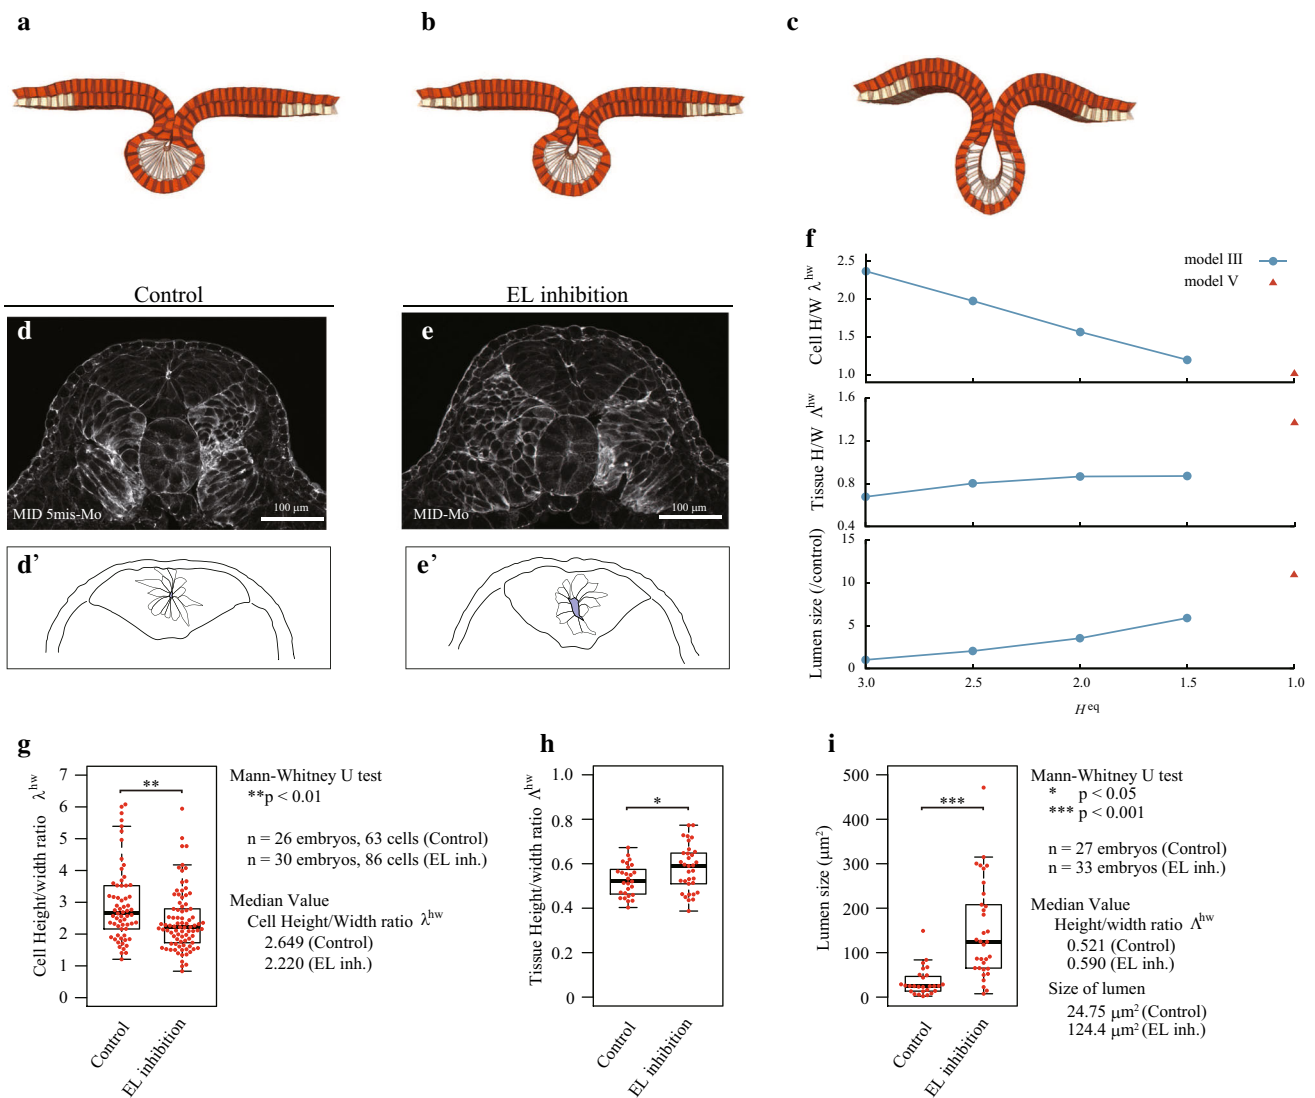 a
b
c
Control
EL inhibition
d
MID 5mis-Mo
100 μm
e
MID-Mo
100 μm
d’
e’
f
model III
model V
Cell H/W λhw
2.5
2.0
1.5
1.0
Tissue H/W Λhw
1.6
1.2
0.8
0.4
Lumen size (/control)
15
10
5
0
3.0 2.5 2.0 1.5 1.0
Heq
g
Cell Height/width ratio λhw
7
6
5
4
3
2
1
0
**
Control
EL inhibition
Mann-Whitney U test
**p < 0.01
n = 26 embryos, 63 cells (Control)
n = 30 embryos, 86 cells (EL inh.)
Median Value
Cell Height/Width ratio λhw
2.649 (Control)
2.220 (EL inh.)
h
Tissue Height/width ratio Λhw
1.0
0.8
0.6
0.4
0.2
0
*
Control
EL inhibition
i
Lumen size (μm2)
500
400
300
200
100
0
***
Control
EL inhibition
Mann-Whitney U test
* p < 0.05
*** p < 0.001
n = 27 embryos (Control)
n = 33 embryos (EL inh.)
Median Value
Height/width ratio Λhw
0.521 (Control)
0.590 (EL inh.)
Size of lumen
24.75 μm2 (Control)
124.4 μm2 (EL inh.)